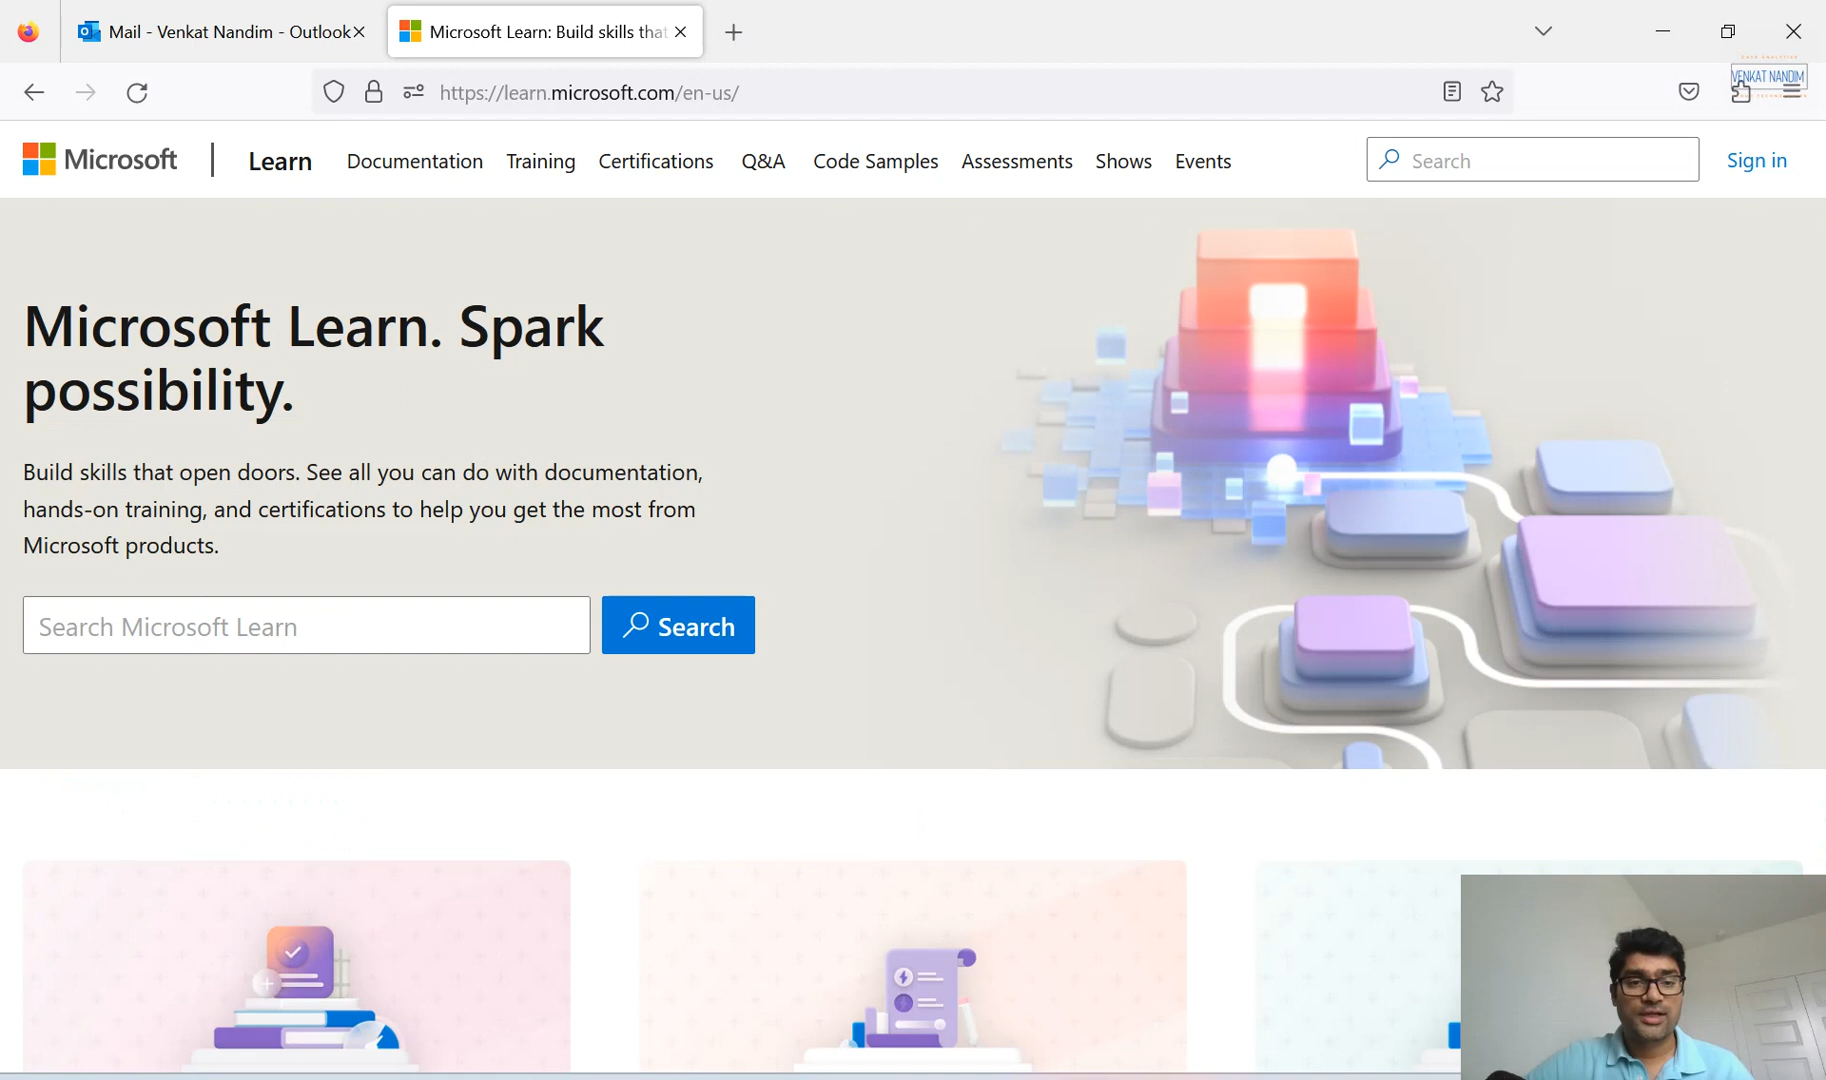 Mail - Venkat Nandim - Outlook
Microsoft Learn: Build skills that
https://learn.microsoft.com/en-us/
VENKAT NANDIM
Microsoft
Learn
Documentation
Training
Certifications
Q&A
Code Samples
Assessments
Shows
Events
Search
Sign in
Microsoft Learn. Spark
possibility.
Build skills that open doors. See all you can do with documentation,
hands-on training, and certifications to help you get the most from
Microsoft products.
Search Microsoft Learn
Search